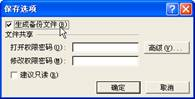 保存选项
生成备份文件(B)
文件共享
打开权限密码(O):
高级(V)...
修改权限密码(M):
建议只读(R)
确定
取消